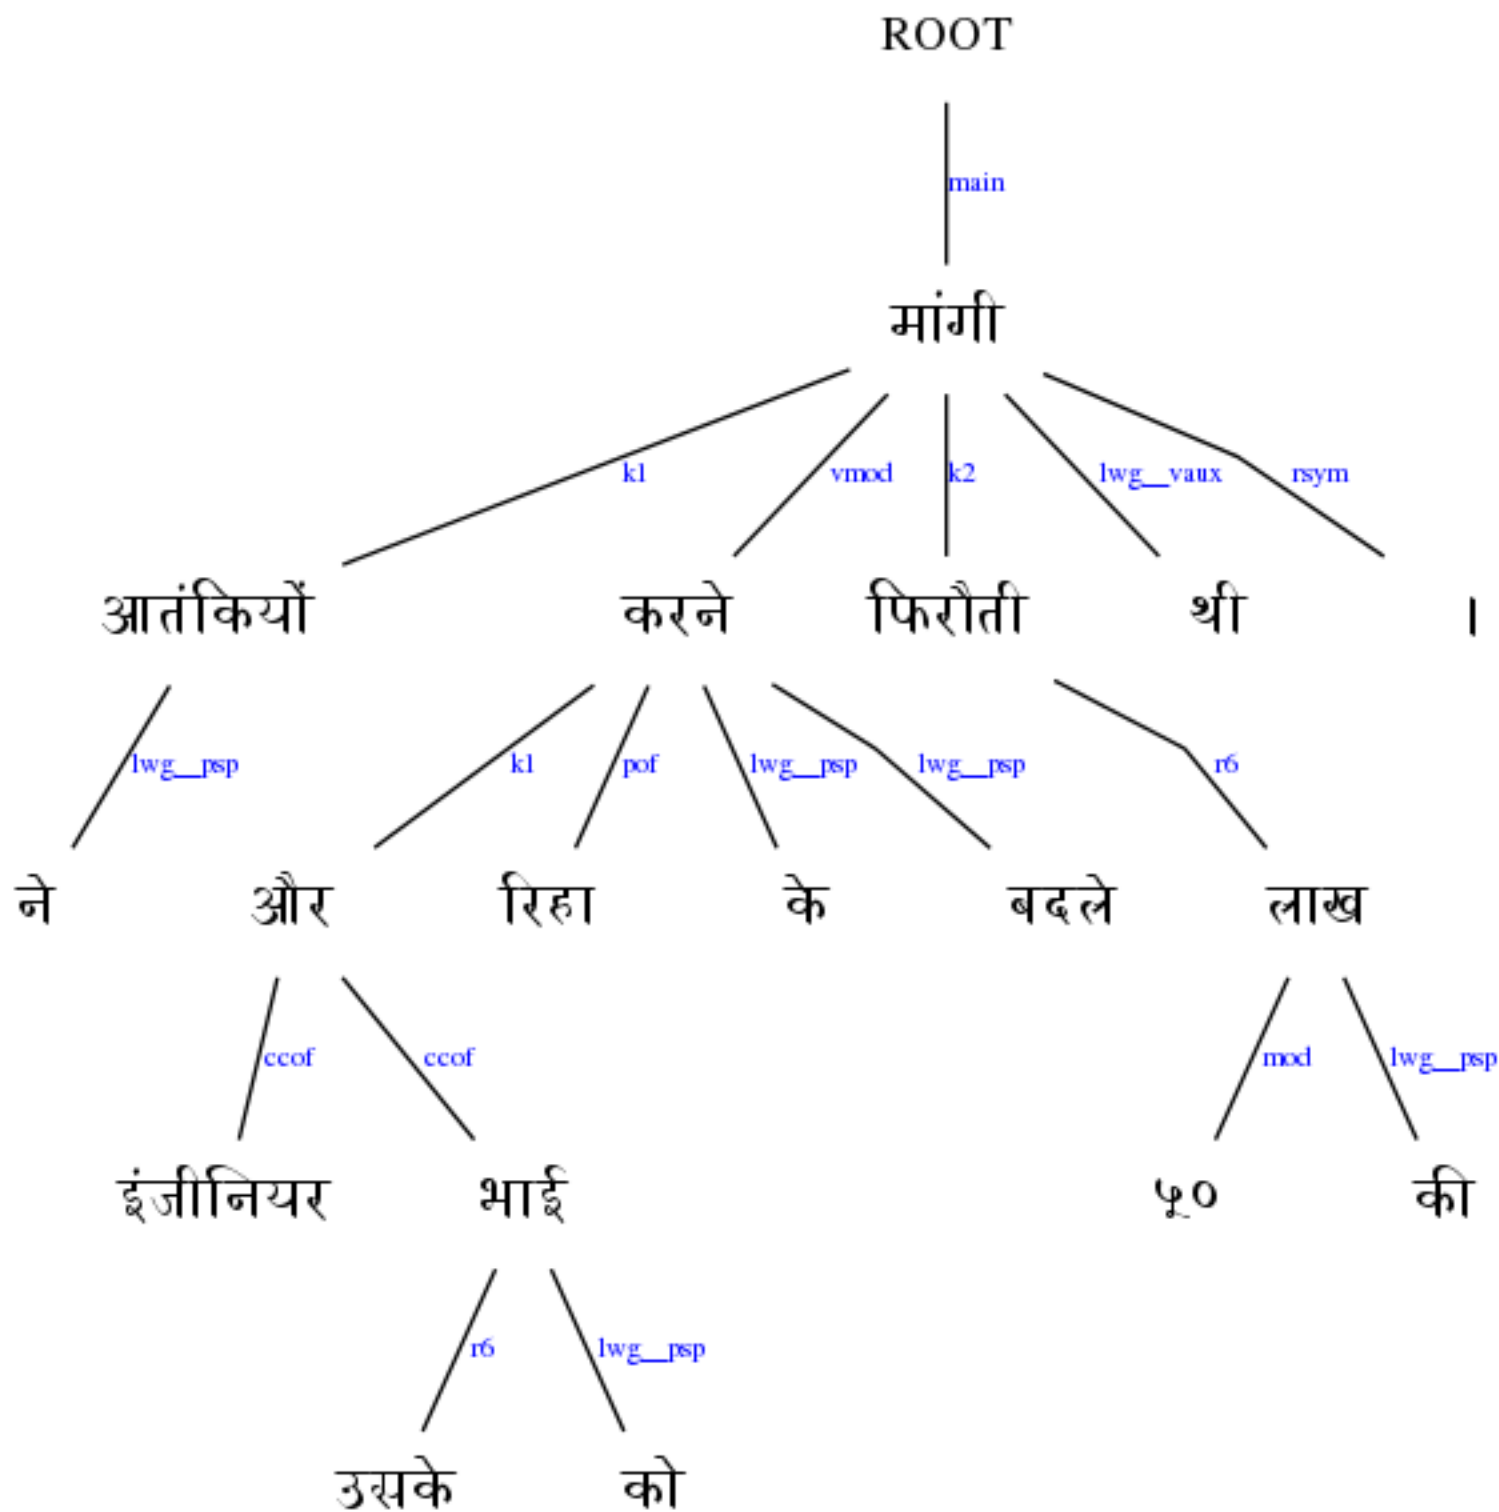 ROOT
main
मांगी
k1 vmod k2 lwg__vaux rsym
आतंकियों करने फिरौती थी ।
lwg__psp k1 pof lwg__psp lwg__psp r6
ने और रिहा के बदले लाख
ccof ccof mod lwg__psp
इंजीनियर भाई ५० की
r6 lwg__psp
उसके को